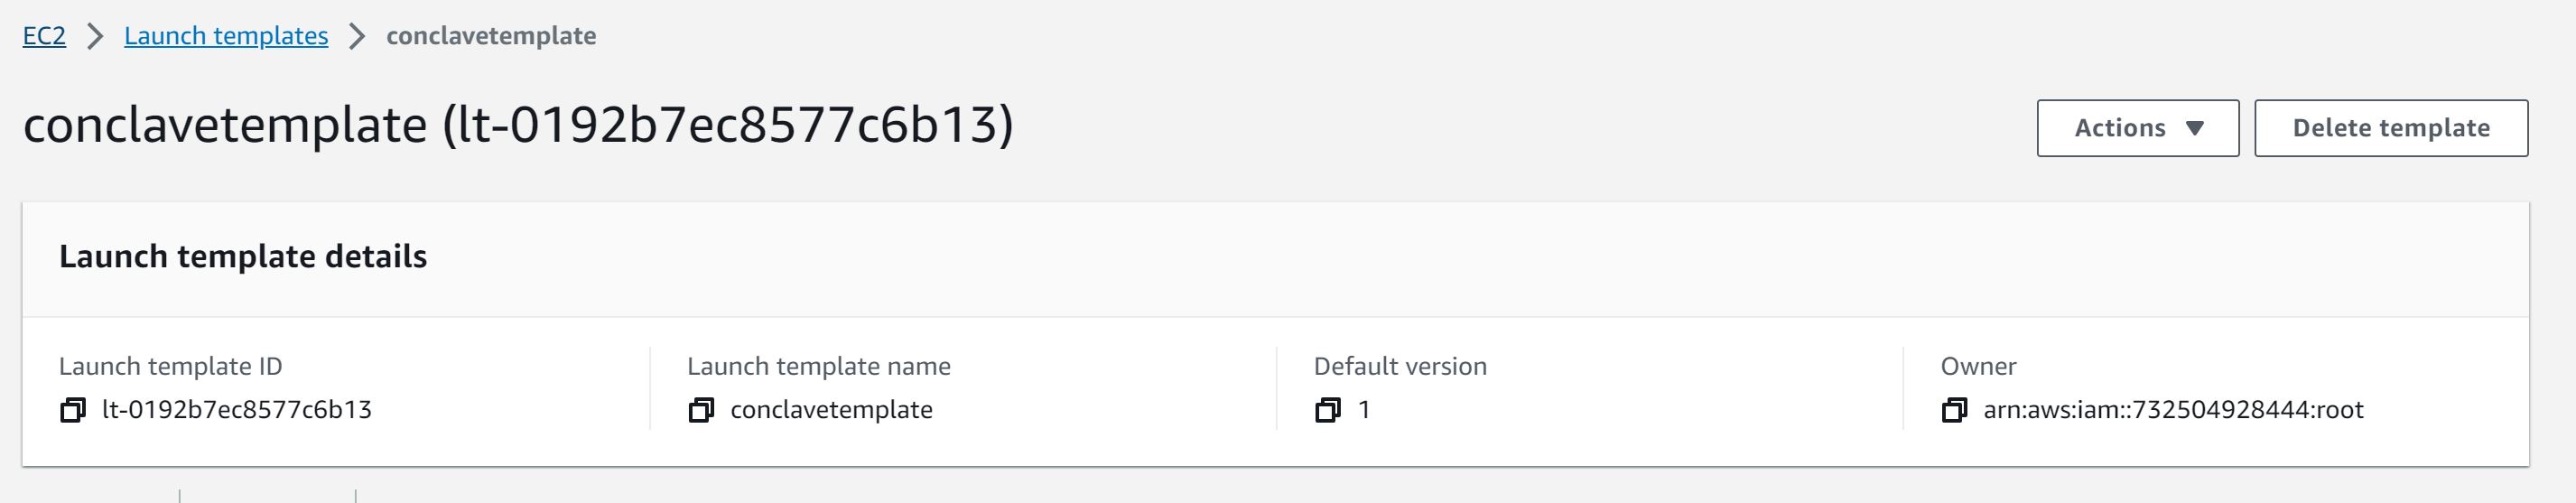 EC2 > Launch templates > conclavetemplate
conclavetemplate (lt-0192b7ec8577c6b13)
Actions ▼ Delete template
Launch template details
Launch template ID Launch template name Default version Owner
lt-0192b7ec8577c6b13 conclavetemplate 1 arn:aws:iam::732504928444:root